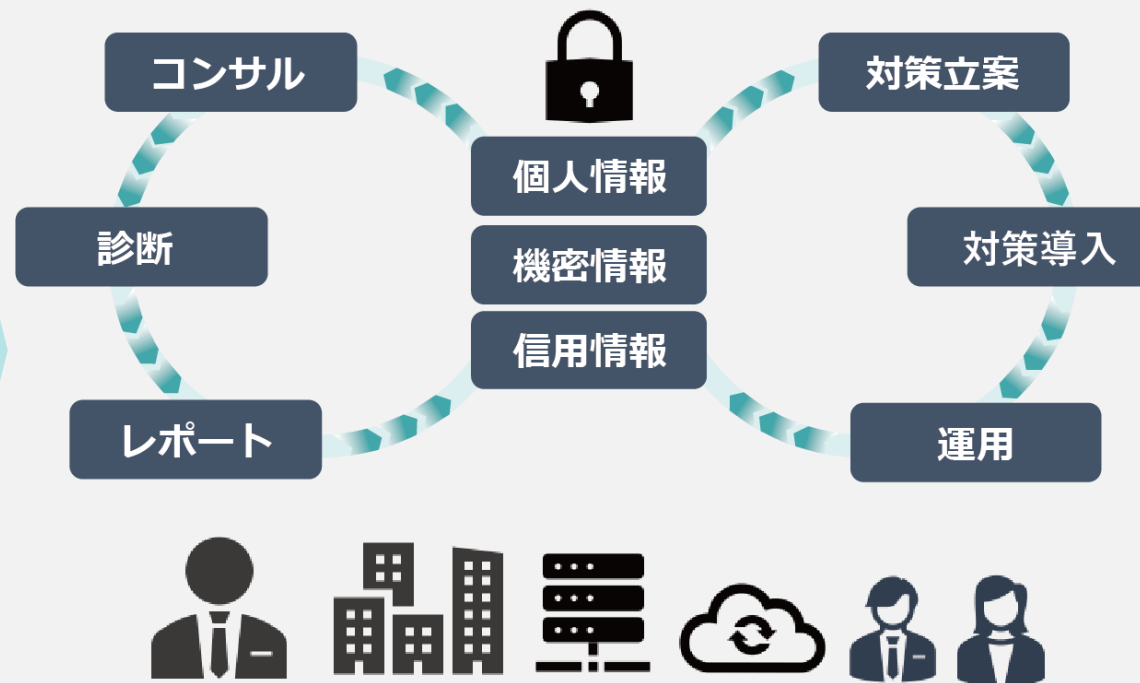 コンサル
対策立案
個人情報
診断
機密情報
対策導入
信用情報
レポート
運用